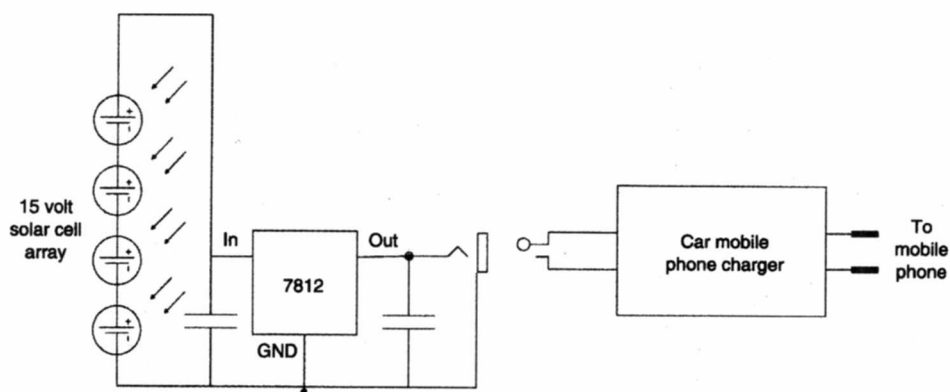 15 volt
solar cell
array
In
7812
Out
GND
Car mobile
phone charger
To
mobile
phone